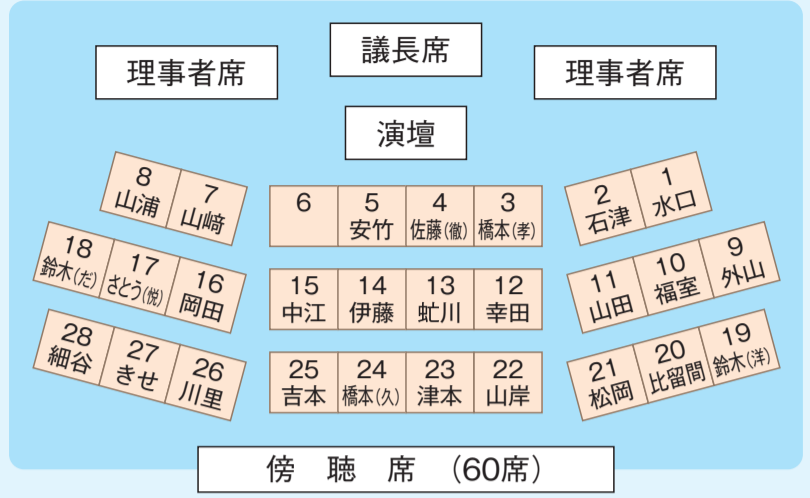 議長席
理事者席
理事者席
演壇
8
山浦
7
山﨑
6
5
安竹
4
佐藤(徹)
3
橋本(孝)
2
石津
1
水口
18
鈴木(だ)
17
さとう(悦)
16
岡田
15
中江
14
伊藤
13
虻川
12
幸田
11
山田
10
福室
9
外山
28
細谷
27
きせ
26
川里
25
吉本
24
橋本(久)
23
津本
22
山岸
21
松岡
20
比留間
19
鈴木(洋)
傍 聴 席 (60席)